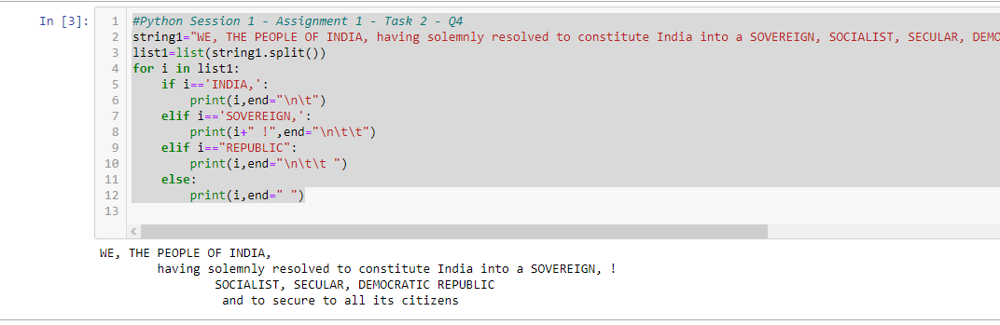 In [3]:
1 #Python Session 1 - Assignment 1 - Task 2 - Q4
2 string1="WE, THE PEOPLE OF INDIA, having solemnly resolved to constitute India into a SOVEREIGN, SOCIALIST, SECULAR, DEMO
3 list1=list(string1.split())
4 for i in list1:
5     if i=='INDIA,':
6         print(i,end="\n\t")
7     elif i=='SOVEREIGN,':
8         print(i+" !",end="\n\t\t")
9     elif i=="REPUBLIC":
10         print(i,end="\n\t\t ")
11     else:
12         print(i,end=" ")
13
WE, THE PEOPLE OF INDIA,
        having solemnly resolved to constitute India into a SOVEREIGN, !
                SOCIALIST, SECULAR, DEMOCRATIC REPUBLIC
                 and to secure to all its citizens